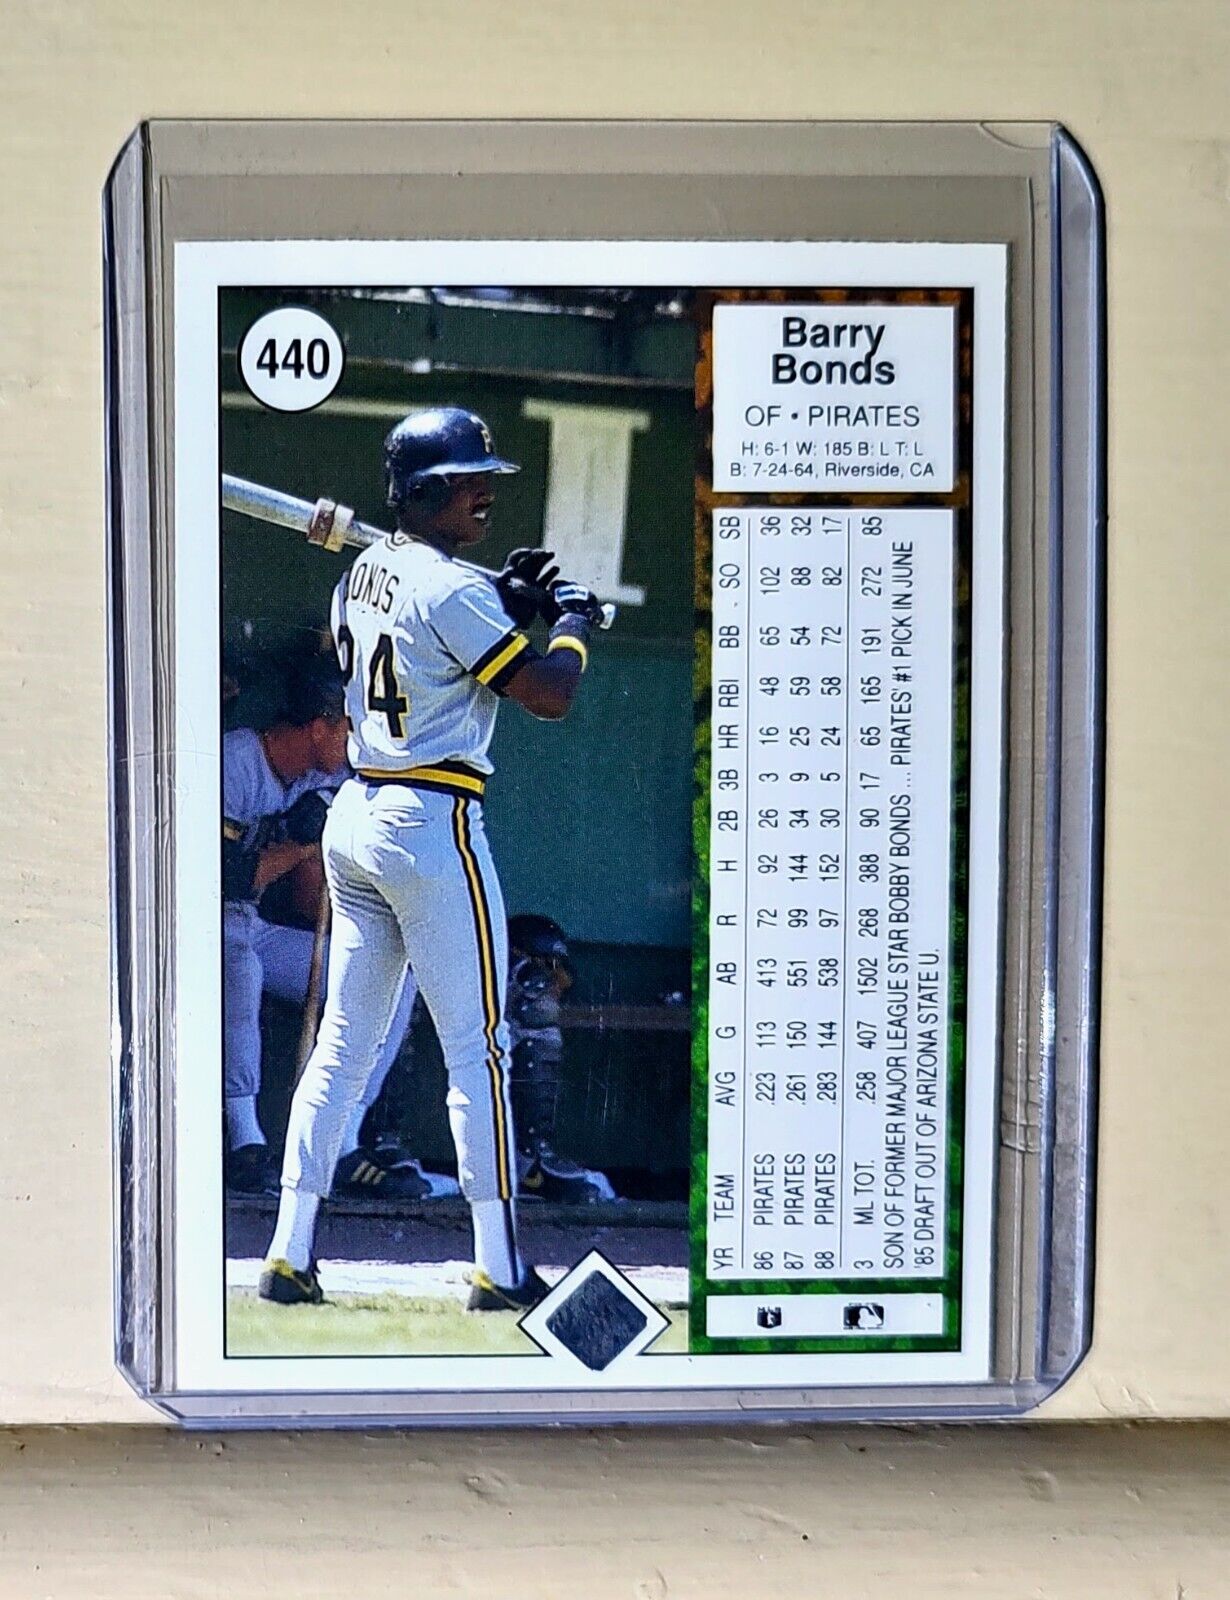 440
Barry
Bonds
OF • PIRATES
H: 6-1 W: 185 B: L T: L
B: 7-24-64, Riverside, CA
ONDS
24
YR TEAM AVG G AB R H 2B 3B HR RBI BB SO SB
86 PIRATES .223 113 413 72 92 26 3 16 48 65 102 36
87 PIRATES .261 150 551 99 144 34 9 25 59 54 88 32
88 PIRATES .283 144 538 97 152 30 5 24 58 72 82 17
3 ML TOT. .258 407 1502 268 388 90 17 65 165 191 272 85
SON OF FORMER MAJOR LEAGUE STAR BOBBY BONDS ... PIRATES' #1 PICK IN JUNE
'85 DRAFT OUT OF ARIZONA STATE U.